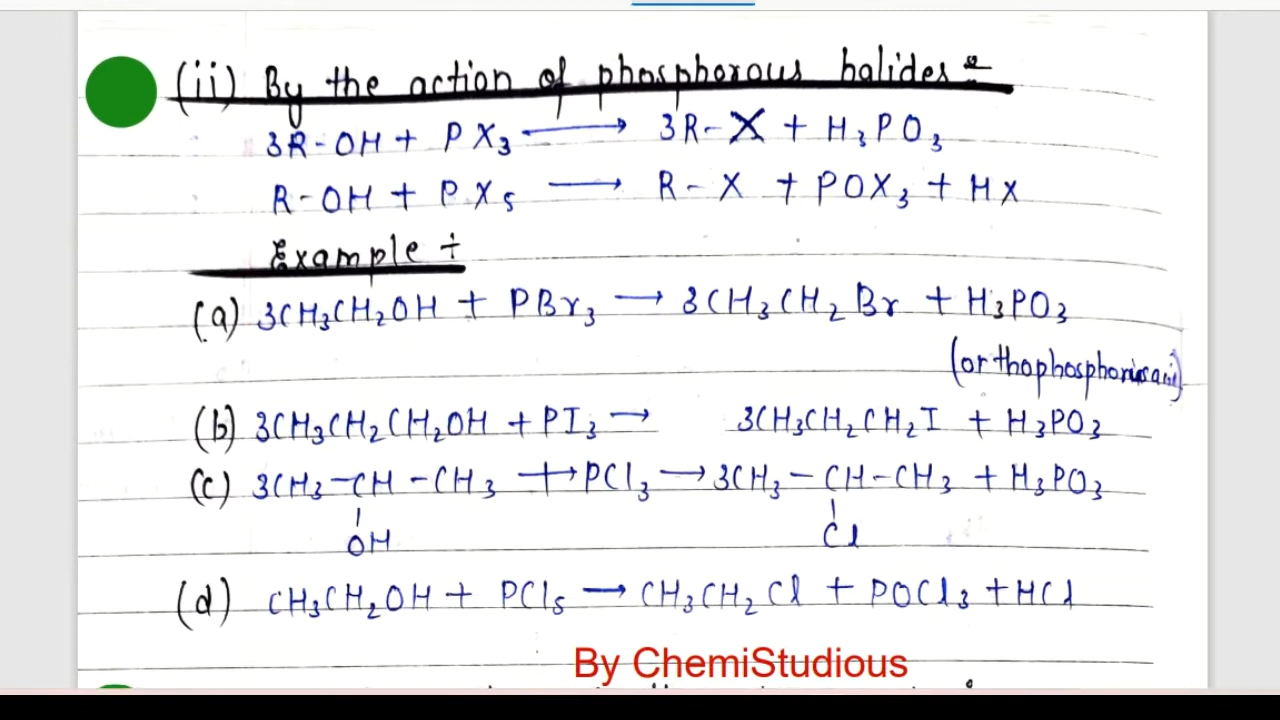 (ii) By the action of phosphorous halides :-
3R-OH + PX₃ ⟶ 3R-X + H₃PO₃
R-OH + PX₅ ⟶ R-X + POX₃ + HX
Example ÷
(a) 3CH₃CH₂OH + PBr₃ ⟶ 3CH₃CH₂Br + H₃PO₃
(b) 3CH₃CH₂CH₂OH + PI₃ ⟶ 3CH₃CH₂CH₂I + H₃PO₃
(c) 3CH₃-CH-CH₃ + PCl₃ ⟶ 3CH₃-CH-CH₃ + H₃PO₃
OH Cl
(d) CH₃CH₂OH + PCl₅ ⟶ CH₃CH₂Cl + POCl₃ + HCl
By ChemiStudious